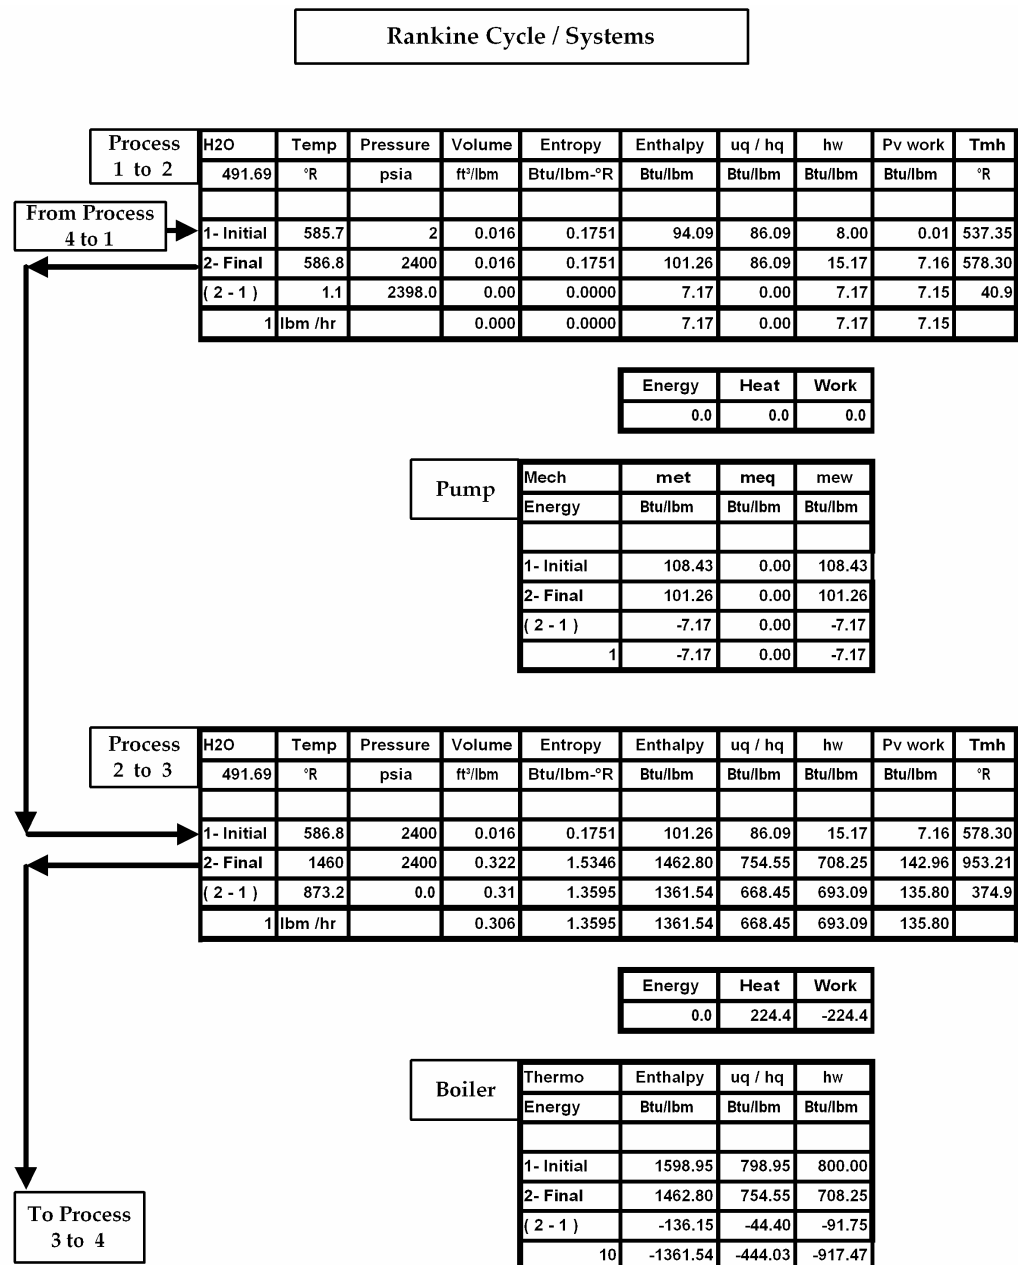 Rankine Cycle / Systems
Process
1 to 2
H2O Temp Pressure Volume Entropy Enthalpy uq / hq hw Pv work Tmh
491.69 °R psia ft³/lbm Btu/lbm-°R Btu/lbm Btu/lbm Btu/lbm Btu/lbm °R
From Process
4 to 1
1- Initial 585.7 2 0.016 0.1751 94.09 86.09 8.00 0.01 537.35
2- Final 586.8 2400 0.016 0.1751 101.26 86.09 15.17 7.16 578.30
( 2 - 1 ) 1.1 2398.0 0.00 0.0000 7.17 0.00 7.17 7.15 40.9
1 lbm /hr 0.000 0.0000 7.17 0.00 7.17 7.15
Energy Heat Work
0.0 0.0 0.0
Pump
Mech met meq mew
Energy Btu/lbm Btu/lbm Btu/lbm
1- Initial 108.43 0.00 108.43
2- Final 101.26 0.00 101.26
( 2 - 1 ) -7.17 0.00 -7.17
1 -7.17 0.00 -7.17
Process
2 to 3
H2O Temp Pressure Volume Entropy Enthalpy uq / hq hw Pv work Tmh
491.69 °R psia ft³/lbm Btu/lbm-°R Btu/lbm Btu/lbm Btu/lbm Btu/lbm °R
1- Initial 586.8 2400 0.016 0.1751 101.26 86.09 15.17 7.16 578.30
2- Final 1460 2400 0.322 1.5346 1462.80 754.55 708.25 142.96 953.21
( 2 - 1 ) 873.2 0.0 0.31 1.3595 1361.54 668.45 693.09 135.80 374.9
1 lbm /hr 0.306 1.3595 1361.54 668.45 693.09 135.80
Energy Heat Work
0.0 224.4 -224.4
Boiler
Thermo Enthalpy uq / hq hw
Energy Btu/lbm Btu/lbm Btu/lbm
1- Initial 1598.95 798.95 800.00
2- Final 1462.80 754.55 708.25
( 2 - 1 ) -136.15 -44.40 -91.75
10 -1361.54 -444.03 -917.47
To Process
3 to 4